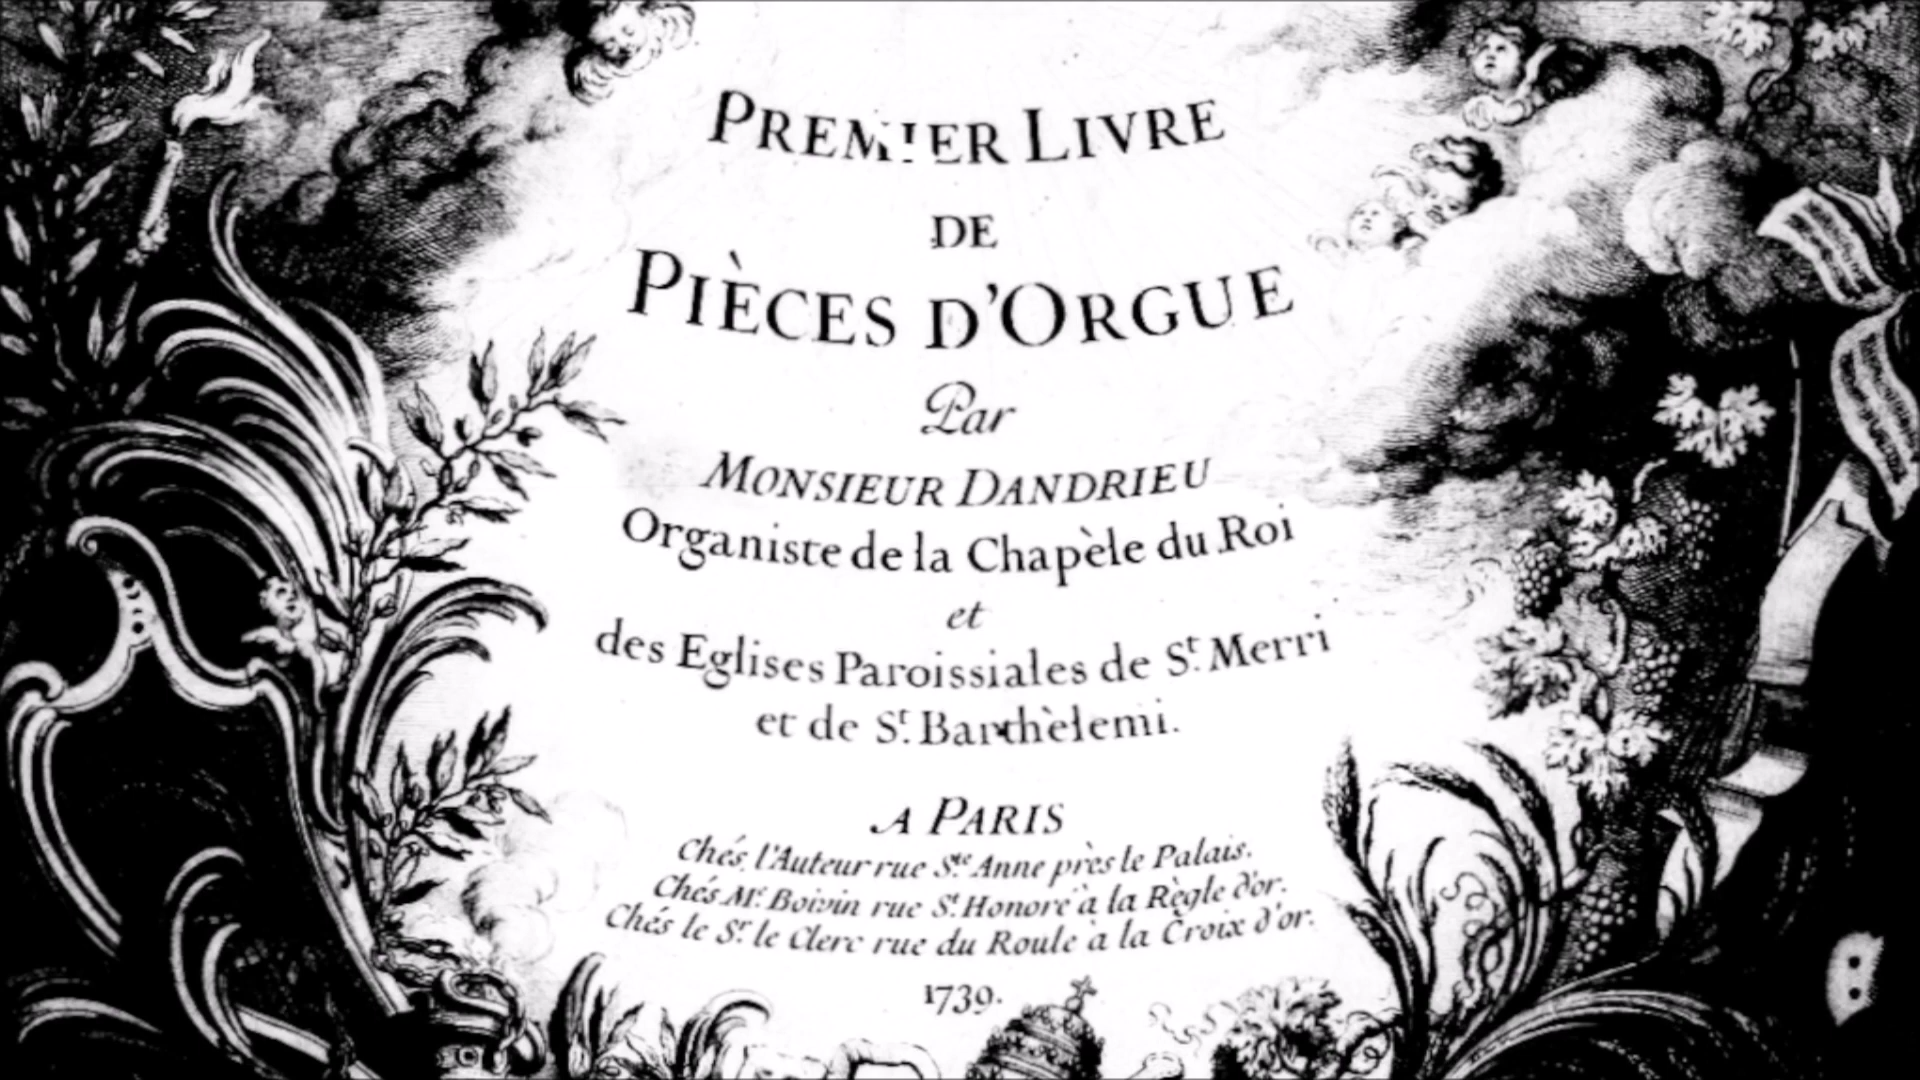 PREMIER LIVRE
DE
PIÈCES D'ORGUE
Par
MONSIEUR DANDRIEU
Organiste de la Chapèle du Roi
et
des Eglises Paroissiales de St. Merri
et de St. Barthèlemi.
A PARIS
Chés l'Auteur rue Ste. Anne près le Palais.
Chés Mr. Boivin rue St. Honoré à la Règle d'or.
Chés le Sr. le Clerc rue du Roule à la Croix d'or.
1739.